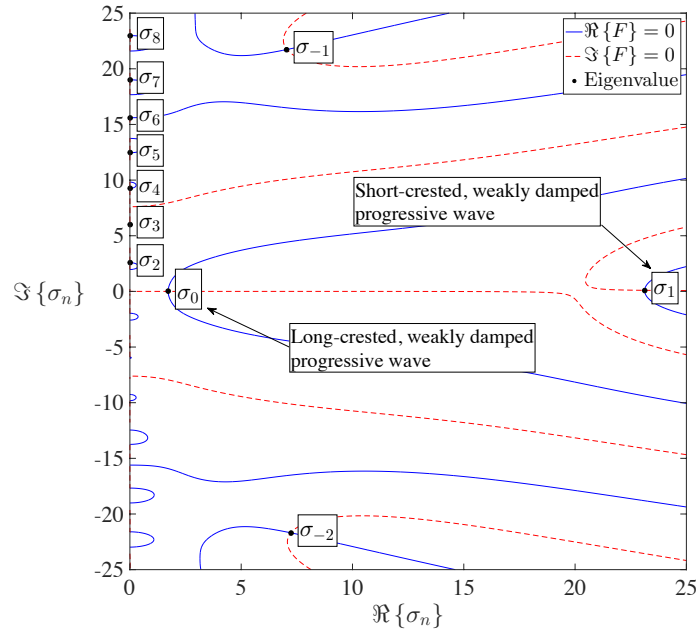 25
20
15
10
5
0
-5
-10
-15
-20
-25
ℑ{σₙ}
0
5
10
15
20
25
ℜ{σₙ}
ℜ{F} = 0
ℑ{F} = 0
Eigenvalue
σ₈
σ₇
σ₆
σ₅
σ₄
σ₃
σ₂
σ₋₁
σ₀
σ₁
σ₋₂
Short-crested, weakly damped
progressive wave
Long-crested, weakly damped
progressive wave